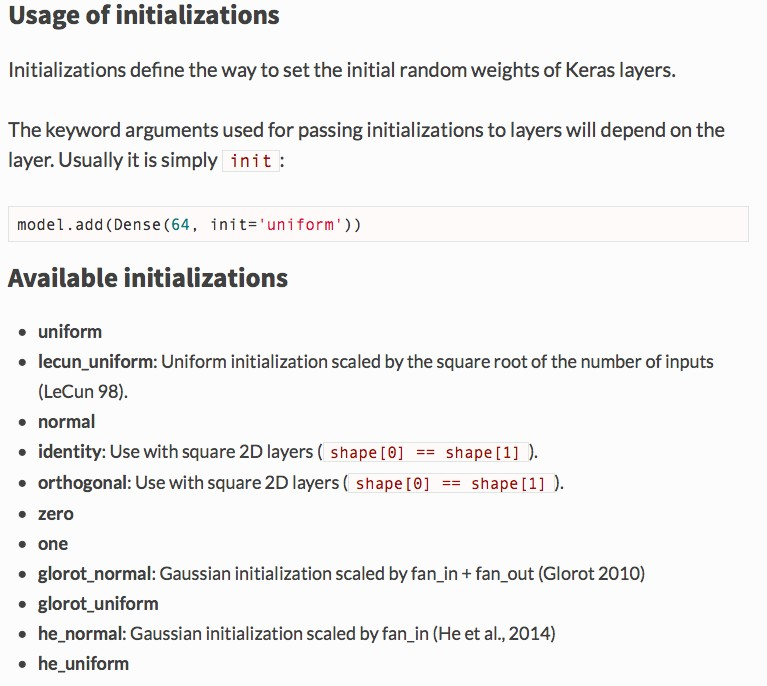 Usage of initializations
Initializations define the way to set the initial random weights of Keras layers.
The keyword arguments used for passing initializations to layers will depend on the
layer. Usually it is simply init :
model.add(Dense(64, init='uniform'))
Available initializations
• uniform
• lecun_uniform: Uniform initialization scaled by the square root of the number of inputs
(LeCun 98).
• normal
• identity: Use with square 2D layers ( shape[0] == shape[1] ).
• orthogonal: Use with square 2D layers ( shape[0] == shape[1] ).
• zero
• one
• glorot_normal: Gaussian initialization scaled by fan_in + fan_out (Glorot 2010)
• glorot_uniform
• he_normal: Gaussian initialization scaled by fan_in (He et al., 2014)
• he_uniform